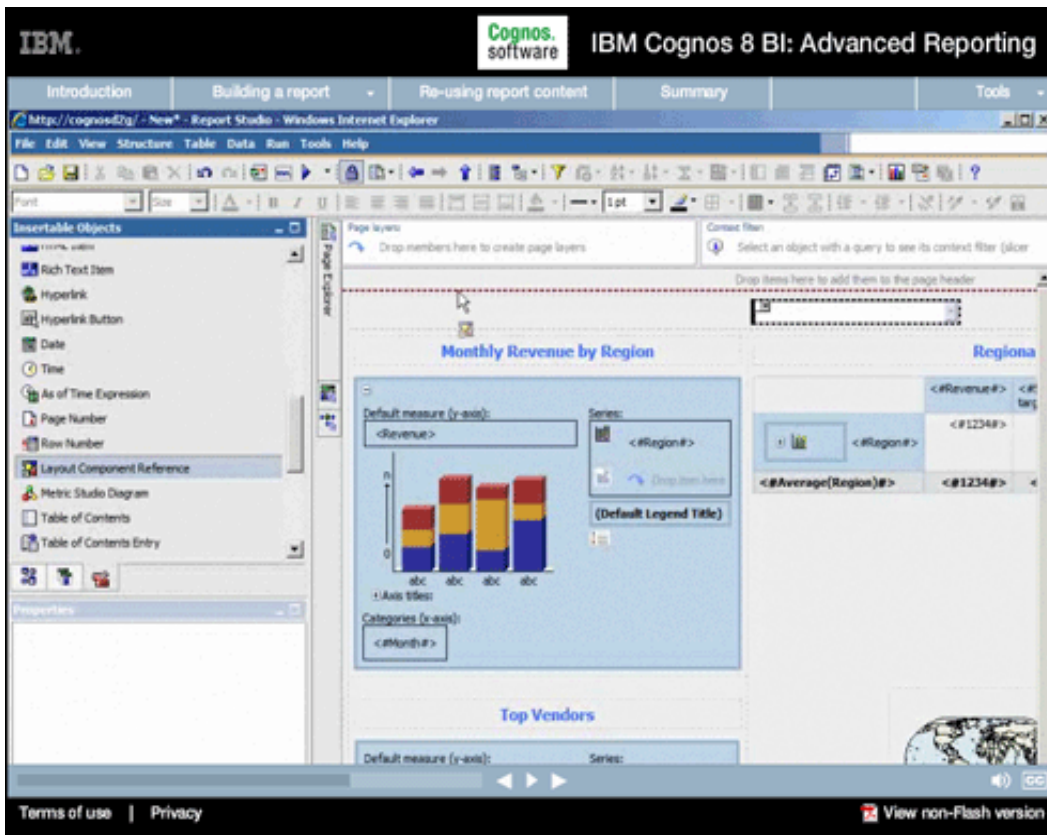 IBM.
Cognos.
software
IBM Cognos 8 BI: Advanced Reporting
Introduction Building a report Re-using report content Summary Tools
http://cognosd2g/ - New* - Report Studio - Windows Internet Explorer
File Edit View Structure Table Data Run Tools Help
Font Size 1 pt
Insertable Objects
Rich Text Item
Hyperlink
Hyperlink Button
Date
Time
As of Time Expression
Page Number
Row Number
Layout Component Reference
Metric Studio Diagram
Table of Contents
Table of Contents Entry
Properties
Page Explorer
Page layers
Drop members here to create page layers
Context filter
Select an object with a query to see its context filter (slicer
Drop items here to add them to the page header
Monthly Revenue by Region
Default measure (y-axis):
<Revenue>
Series:
<#Region#>
Drop item here
(Default Legend Title)
n
0
abc abc abc abc
Axis titles:
Categories (x-axis):
<#Month#>
Regiona
<#Revenue#>
<#Region#>
<#1234#>
<#Average(Region)#> <#1234#> <
Top Vendors
Default measure (y-axis): Series:
CC
Terms of use | Privacy
View non-Flash version